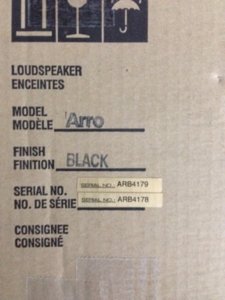 LOUDSPEAKER
ENCEINTES
MODEL
MODÈLE Arro
FINISH
FINITION BLACK
SERIAL NO. SERIAL NO.: ARB4179
NO. DE SÉRIE SERIAL NO.: ARB4178
CONSIGNEE
CONSIGNÉ